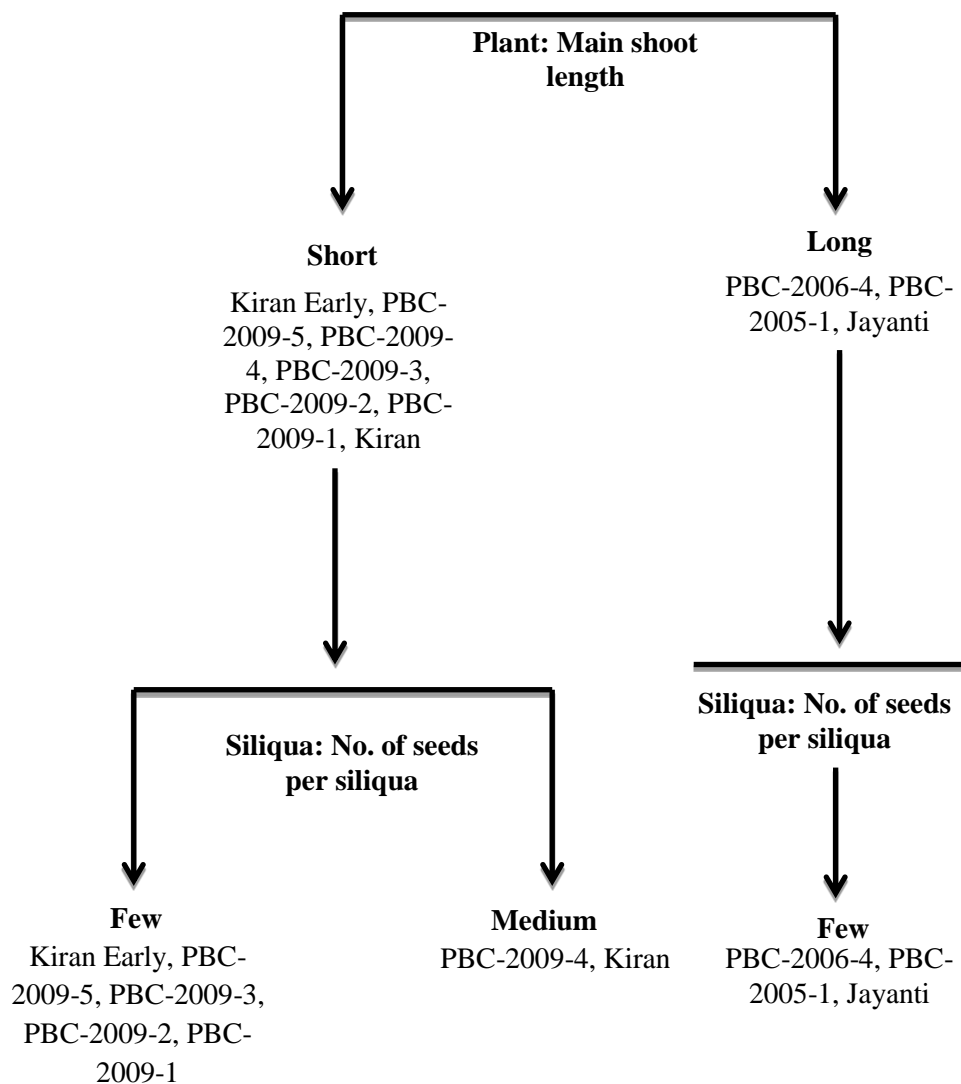 Plant: Main shoot
length
Short
Kiran Early, PBC-
2009-5, PBC-2009-
4, PBC-2009-3,
PBC-2009-2, PBC-
2009-1, Kiran
Long
PBC-2006-4, PBC-
2005-1, Jayanti
Siliqua: No. of seeds
per siliqua
Few
Kiran Early, PBC-
2009-5, PBC-2009-3,
PBC-2009-2, PBC-
2009-1
Medium
PBC-2009-4, Kiran
Siliqua: No. of seeds
per siliqua
Few
PBC-2006-4, PBC-
2005-1, Jayanti